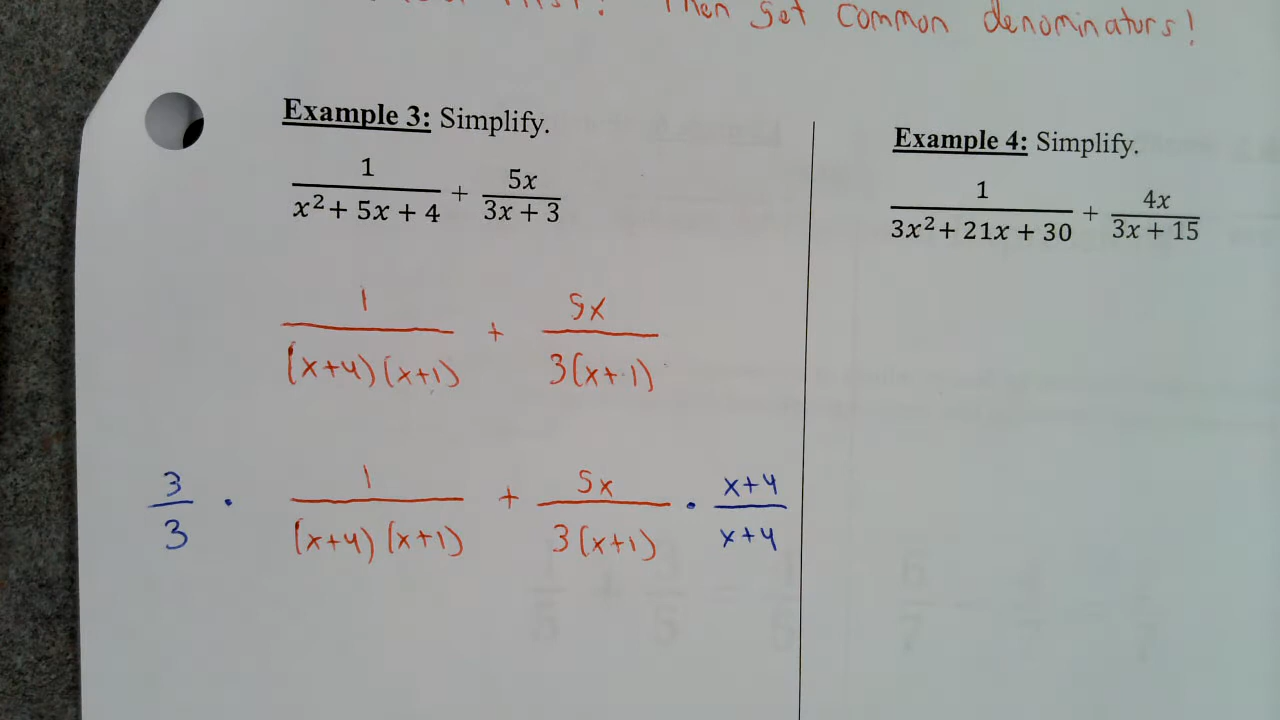 Then get common denominators!
Example 3: Simplify.
1/(x² + 5x + 4) + 5x/(3x + 3)
1/((x+4)(x+1)) + 5x/(3(x+1))
3/3 · 1/((x+4)(x+1)) + 5x/(3(x+1)) · (x+4)/(x+4)
Example 4: Simplify.
1/(3x² + 21x + 30) + 4x/(3x + 15)